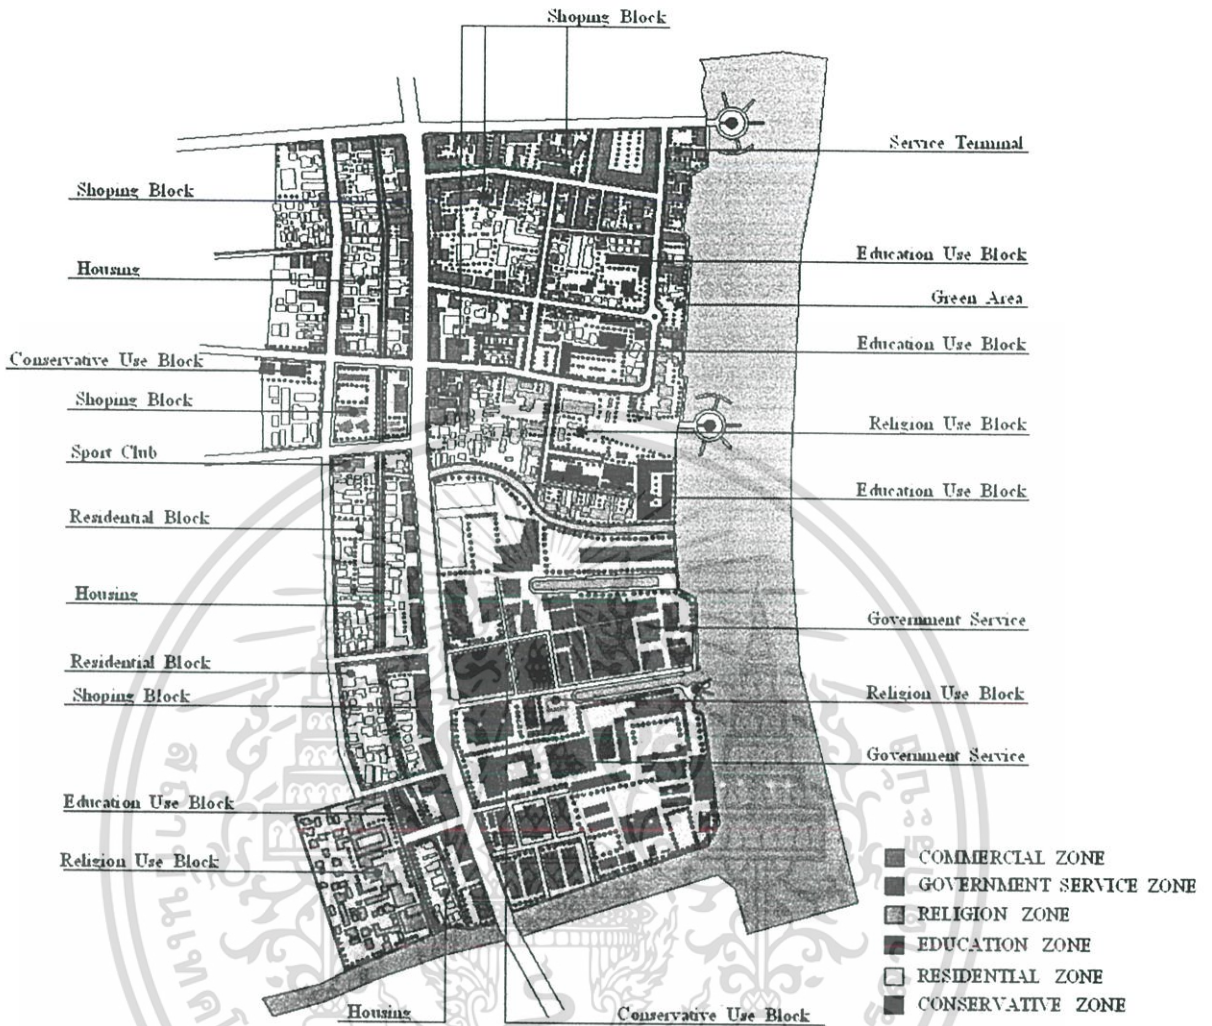 Shoping Block
Service Terminal
Shoping Block
Education Use Block
Housing
Green Area
Education Use Block
Conservative Use Block
Shoping Block
Religion Use Block
Sport Club
Education Use Block
Residential Block
Housing
Government Service
Residential Block
Religion Use Block
Shoping Block
Government Service
Education Use Block
Religion Use Block
COMMERCIAL ZONE
GOVERNMENT SERVICE ZONE
RELIGION ZONE
EDUCATION ZONE
RESIDENTIAL ZONE
CONSERVATIVE ZONE
Housing
Conservative Use Block